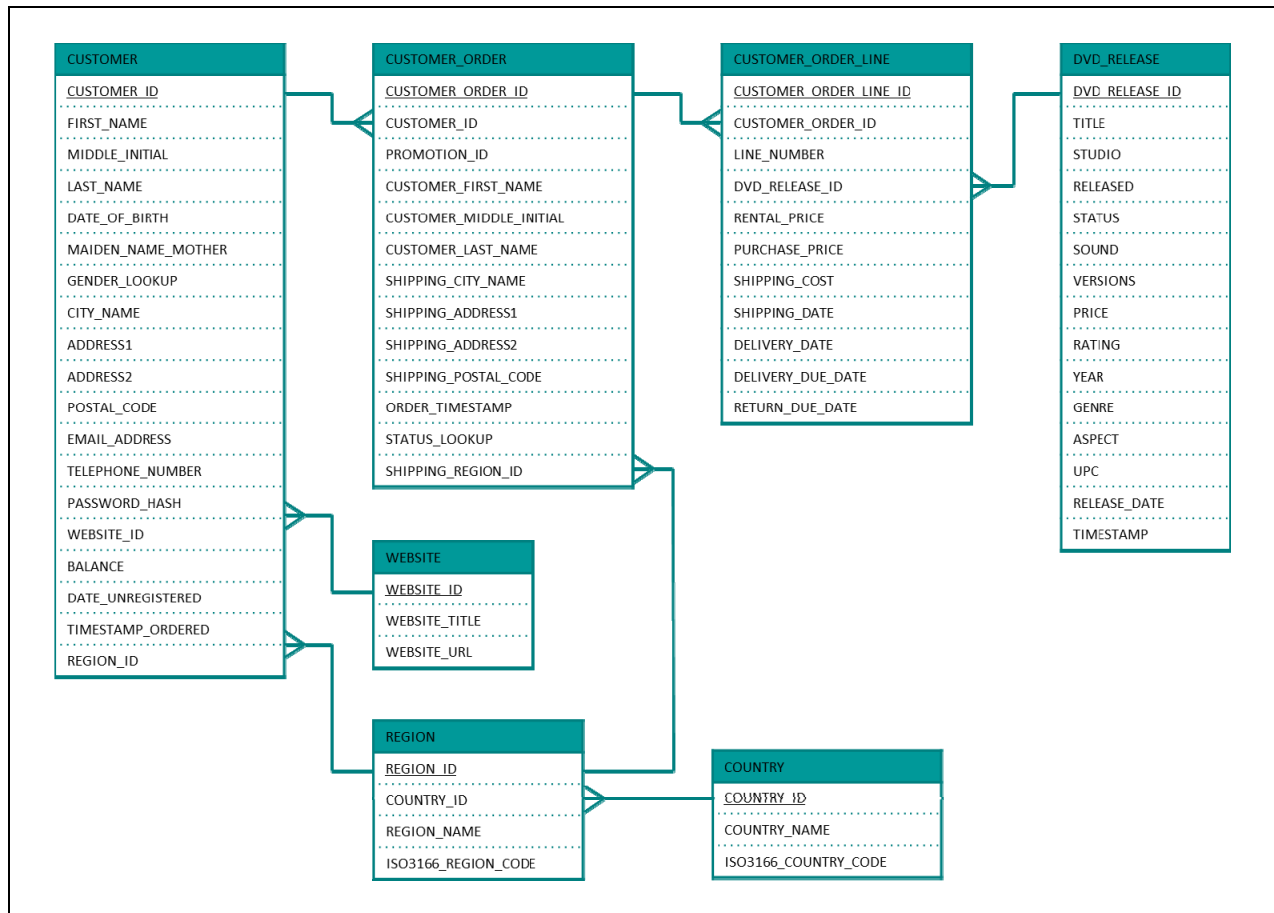 CUSTOMER
CUSTOMER_ID
FIRST_NAME
MIDDLE_INITIAL
LAST_NAME
DATE_OF_BIRTH
MAIDEN_NAME_MOTHER
GENDER_LOOKUP
CITY_NAME
ADDRESS1
ADDRESS2
POSTAL_CODE
EMAIL_ADDRESS
TELEPHONE_NUMBER
PASSWORD_HASH
WEBSITE_ID
BALANCE
DATE_UNREGISTERED
TIMESTAMP_ORDERED
REGION_ID
CUSTOMER_ORDER
CUSTOMER_ORDER_ID
CUSTOMER_ID
PROMOTION_ID
CUSTOMER_FIRST_NAME
CUSTOMER_MIDDLE_INITIAL
CUSTOMER_LAST_NAME
SHIPPING_CITY_NAME
SHIPPING_ADDRESS1
SHIPPING_ADDRESS2
SHIPPING_POSTAL_CODE
ORDER_TIMESTAMP
STATUS_LOOKUP
SHIPPING_REGION_ID
CUSTOMER_ORDER_LINE
CUSTOMER_ORDER_LINE_ID
CUSTOMER_ORDER_ID
LINE_NUMBER
DVD_RELEASE_ID
RENTAL_PRICE
PURCHASE_PRICE
SHIPPING_COST
SHIPPING_DATE
DELIVERY_DATE
DELIVERY_DUE_DATE
RETURN_DUE_DATE
DVD_RELEASE
DVD_RELEASE_ID
TITLE
STUDIO
RELEASED
STATUS
SOUND
VERSIONS
PRICE
RATING
YEAR
GENRE
ASPECT
UPC
RELEASE_DATE
TIMESTAMP
WEBSITE
WEBSITE_ID
WEBSITE_TITLE
WEBSITE_URL
REGION
REGION_ID
COUNTRY_ID
REGION_NAME
ISO3166_REGION_CODE
COUNTRY
COUNTRY_ID
COUNTRY_NAME
ISO3166_COUNTRY_CODE